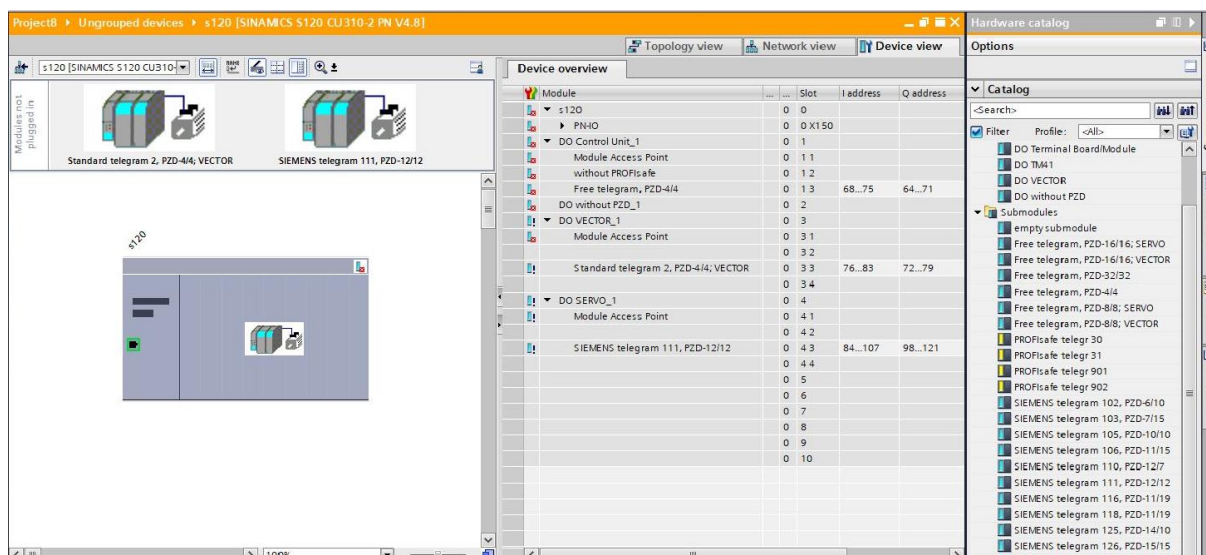 Project8 ▸ Ungrouped devices ▸ s120 [SINAMICS S120 CU310-2 PN V4.8]
Topology view Network view Device view
s120 [SINAMICS S120 CU310-
Modules not plugged in
Standard telegram 2, PZD-4/4; VECTOR
SIEMENS telegram 111, PZD-12/12
s120
100%
Device overview
Module ... ... Slot I address Q address
s120 0 0
PN-IO 0 0 X150
DO Control Unit_1 0 1
Module Access Point 0 1 1
without PROFIsafe 0 1 2
Free telegram, PZD-4/4 0 1 3 68...75 64...71
DO without PZD_1 0 2
DO VECTOR_1 0 3
Module Access Point 0 3 1
0 3 2
Standard telegram 2, PZD-4/4; VECTOR 0 3 3 76...83 72...79
0 3 4
DO SERVO_1 0 4
Module Access Point 0 4 1
0 4 2
SIEMENS telegram 111, PZD-12/12 0 4 3 84...107 98...121
0 4 4
0 5
0 6
0 7
0 8
0 9
0 10
Hardware catalog
Options
Catalog
<Search>
Filter Profile: <All>
DO Terminal Board/Module
DO TM41
DO VECTOR
DO without PZD
Submodules
empty submodule
Free telegram, PZD-16/16; SERVO
Free telegram, PZD-16/16; VECTOR
Free telegram, PZD-32/32
Free telegram, PZD-4/4
Free telegram, PZD-8/8; SERVO
Free telegram, PZD-8/8; VECTOR
PROFIsafe telegr 30
PROFIsafe telegr 31
PROFIsafe telegr 901
PROFIsafe telegr 902
SIEMENS telegram 102, PZD-6/10
SIEMENS telegram 103, PZD-7/15
SIEMENS telegram 105, PZD-10/10
SIEMENS telegram 106, PZD-11/15
SIEMENS telegram 110, PZD-12/7
SIEMENS telegram 111, PZD-12/12
SIEMENS telegram 116, PZD-11/19
SIEMENS telegram 118, PZD-11/19
SIEMENS telegram 125, PZD-14/10
SIEMENS telegram 126, PZD-15/15